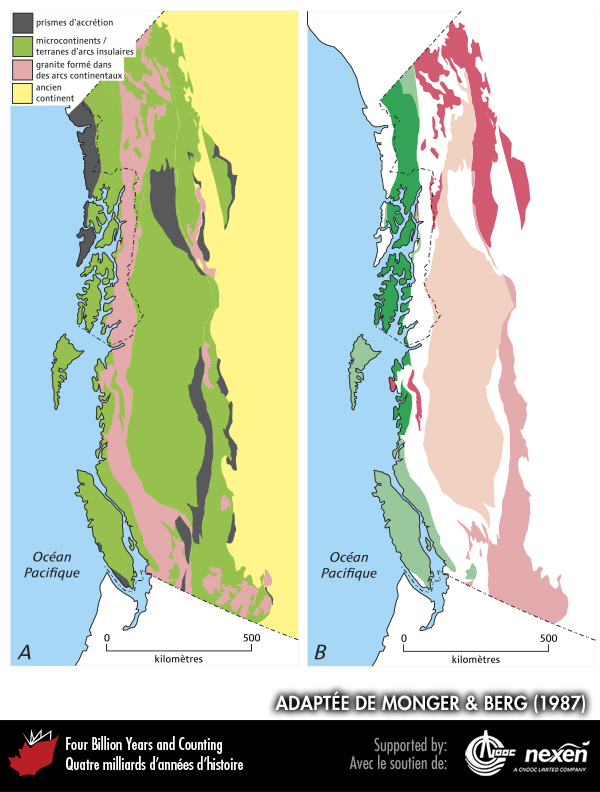 prismes d'accrétion
microcontinents /
terranes d'arcs insulaires
granite formé dans
des arcs continentaux
ancien
continent
Océan
Pacifique
A
0 500
kilomètres
Océan
Pacifique
B
0 500
kilomètres
ADAPTÉE DE MONGER & BERG (1987)
Four Billion Years and Counting
Quatre milliards d'années d'histoire
Supported by:
Avec le soutien de:
CNOOC
nexen
A CNOOC LIMITED COMPANY